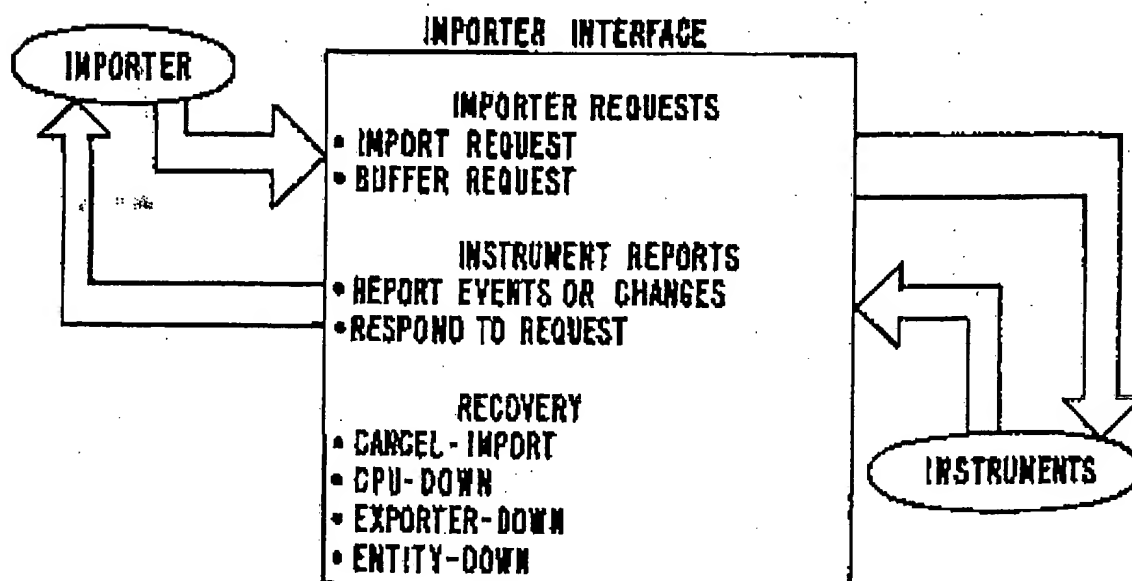 IMPORTER INTERFACE
IMPORTER
IMPORTER REQUESTS
• IMPORT REQUEST
• BUFFER REQUEST
INSTRUMENT REPORTS
• REPORT EVENTS OR CHANGES
• RESPOND TO REQUEST
RECOVERY
• CANCEL-IMPORT
• CPU-DOWN
• EXPORTER-DOWN
• ENTITY-DOWN
INSTRUMENTS